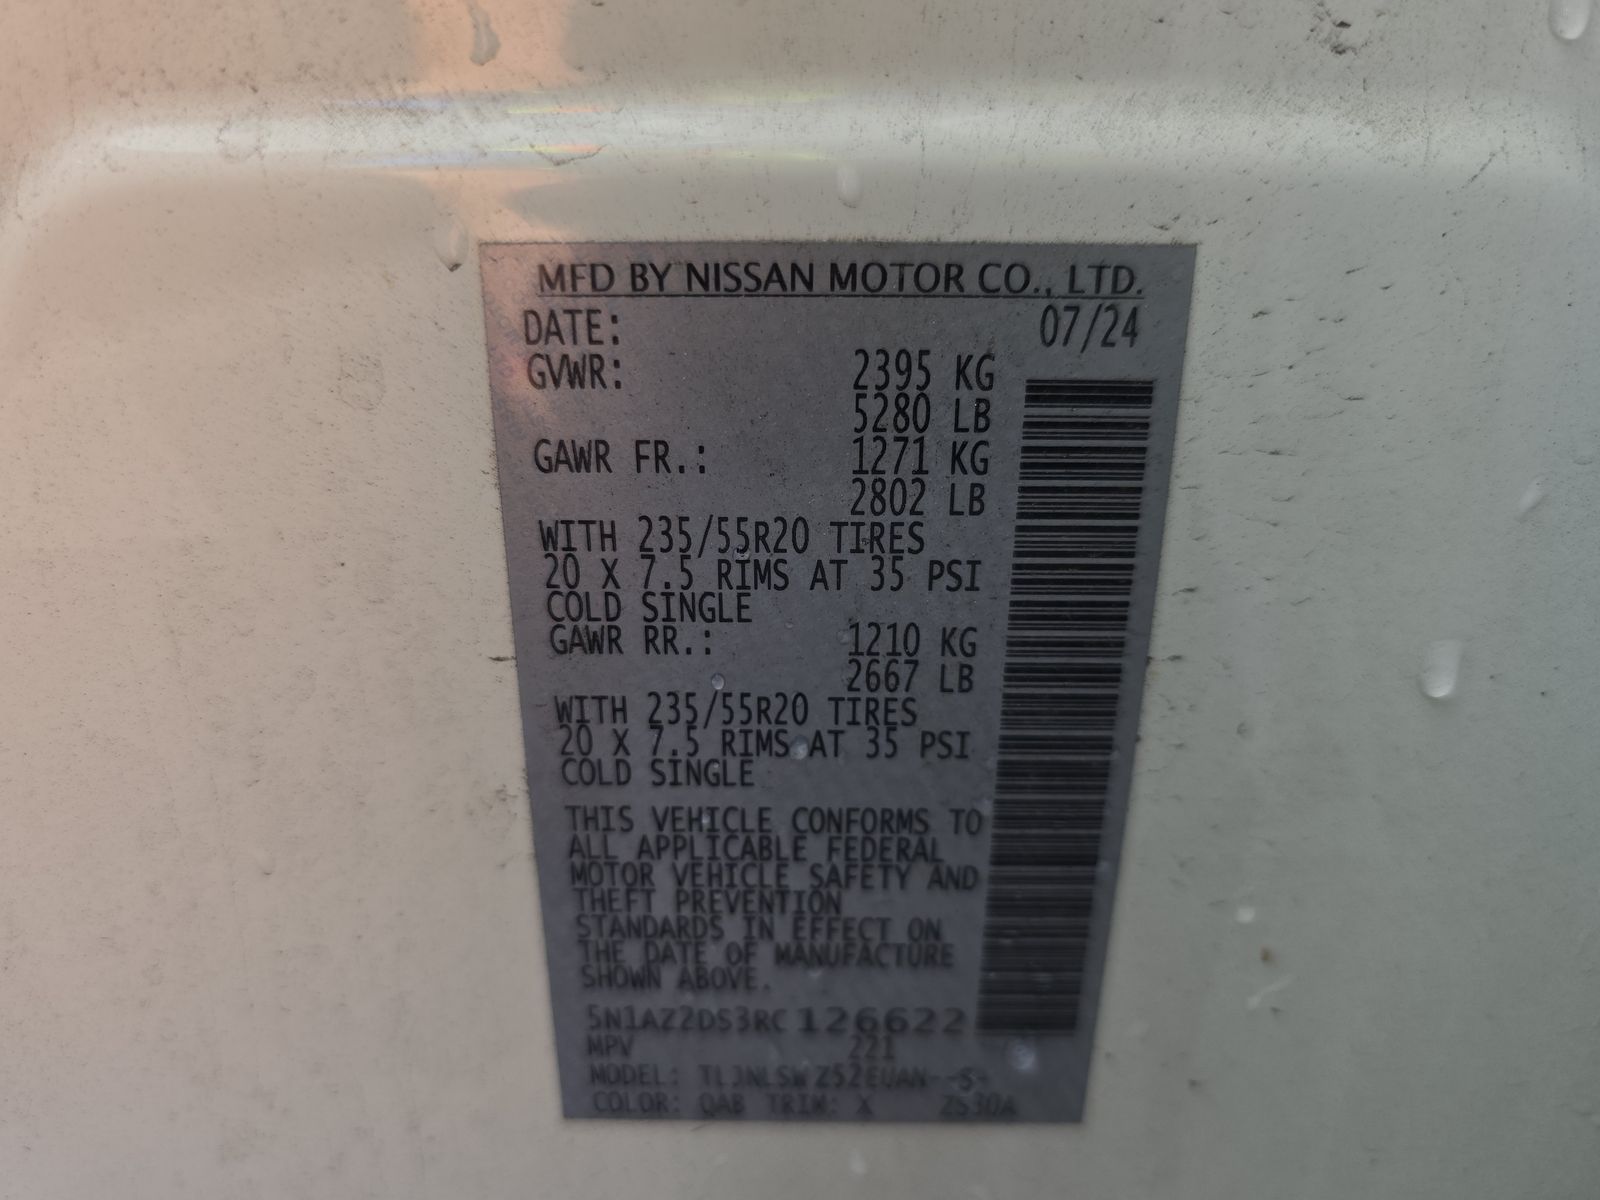 MFD BY NISSAN MOTOR CO., LTD.
DATE: 07/24
GVWR: 2395 KG
5280 LB
GAWR FR.: 1271 KG
2802 LB
WITH 235/55R20 TIRES
20 X 7.5 RIMS AT 35 PSI
COLD SINGLE
GAWR RR.: 1210 KG
2667 LB
WITH 235/55R20 TIRES
20 X 7.5 RIMS AT 35 PSI
COLD SINGLE
THIS VEHICLE CONFORMS TO
ALL APPLICABLE FEDERAL
MOTOR VEHICLE SAFETY AND
THEFT PREVENTION
STANDARDS IN EFFECT ON
THE DATE OF MANUFACTURE
SHOWN ABOVE.
5N1AZ2DS3RC126622
MPV 221
MODEL:
COLOR: QAB TRIM: X